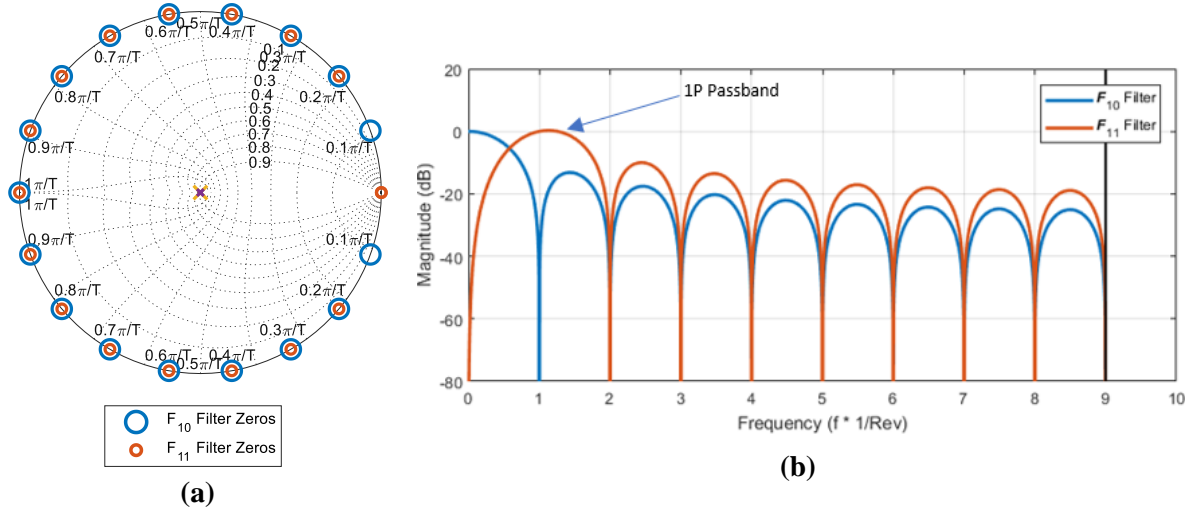 0.6π/T 0.5π/T 0.4π/T
0.7π/T 0.3π/T 0.1
0.2
0.8π/T 0.3 0.2π/T
0.4
0.5
0.6
0.7
0.9π/T 0.8 0.1π/T
0.9
1π/T
1π/T
0.9π/T 0.1π/T
0.8π/T 0.2π/T
0.7π/T 0.3π/T
0.6π/T 0.5π/T 0.4π/T
F10 Filter Zeros
F11 Filter Zeros
(a)
20
0
-20
-40
-60
-80
Magnitude (dB)
1P Passband
F10 Filter
F11 Filter
0 1 2 3 4 5 6 7 8 9 10
Frequency (f * 1/Rev)
(b)